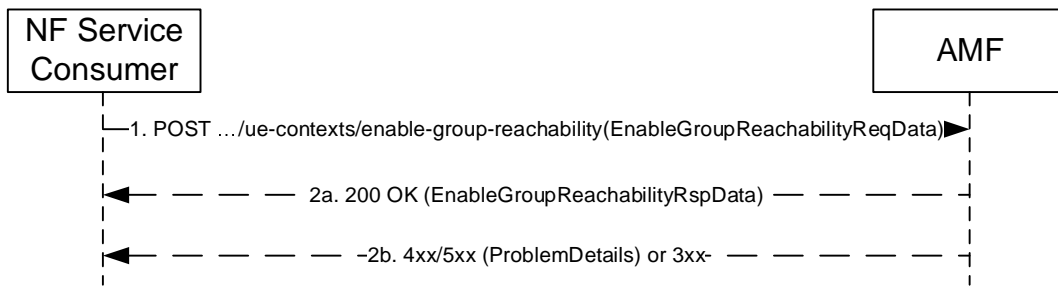 NF Service
Consumer
AMF
1. POST …/ue-contexts/enable-group-reachability(EnableGroupReachabilityReqData)
2a. 200 OK (EnableGroupReachabilityRspData)
2b. 4xx/5xx (ProblemDetails) or 3xx